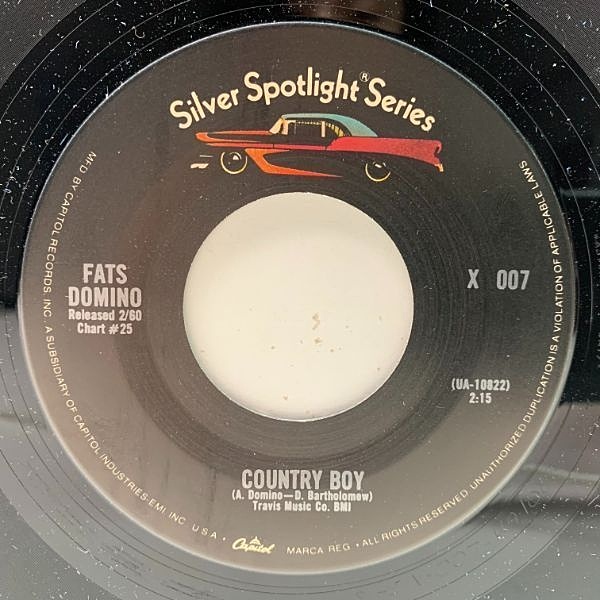 Silver Spotlight® Series
FATS
DOMINO
Released 2/60
Chart #25
X 007
(UA-10822)
2:15
COUNTRY BOY
(A. Domino—D. Bartholomew)
Travis Music Co. BMI
MFD BY CAPITOL RECORDS, INC. A SUBSIDIARY OF CAPITOL INDUSTRIES-EMI, INC. U.S.A. • Capitol MARCA REG. • ALL RIGHTS RESERVED. UNAUTHORIZED DUPLICATION IS A VIOLATION OF APPLICABLE LAWS